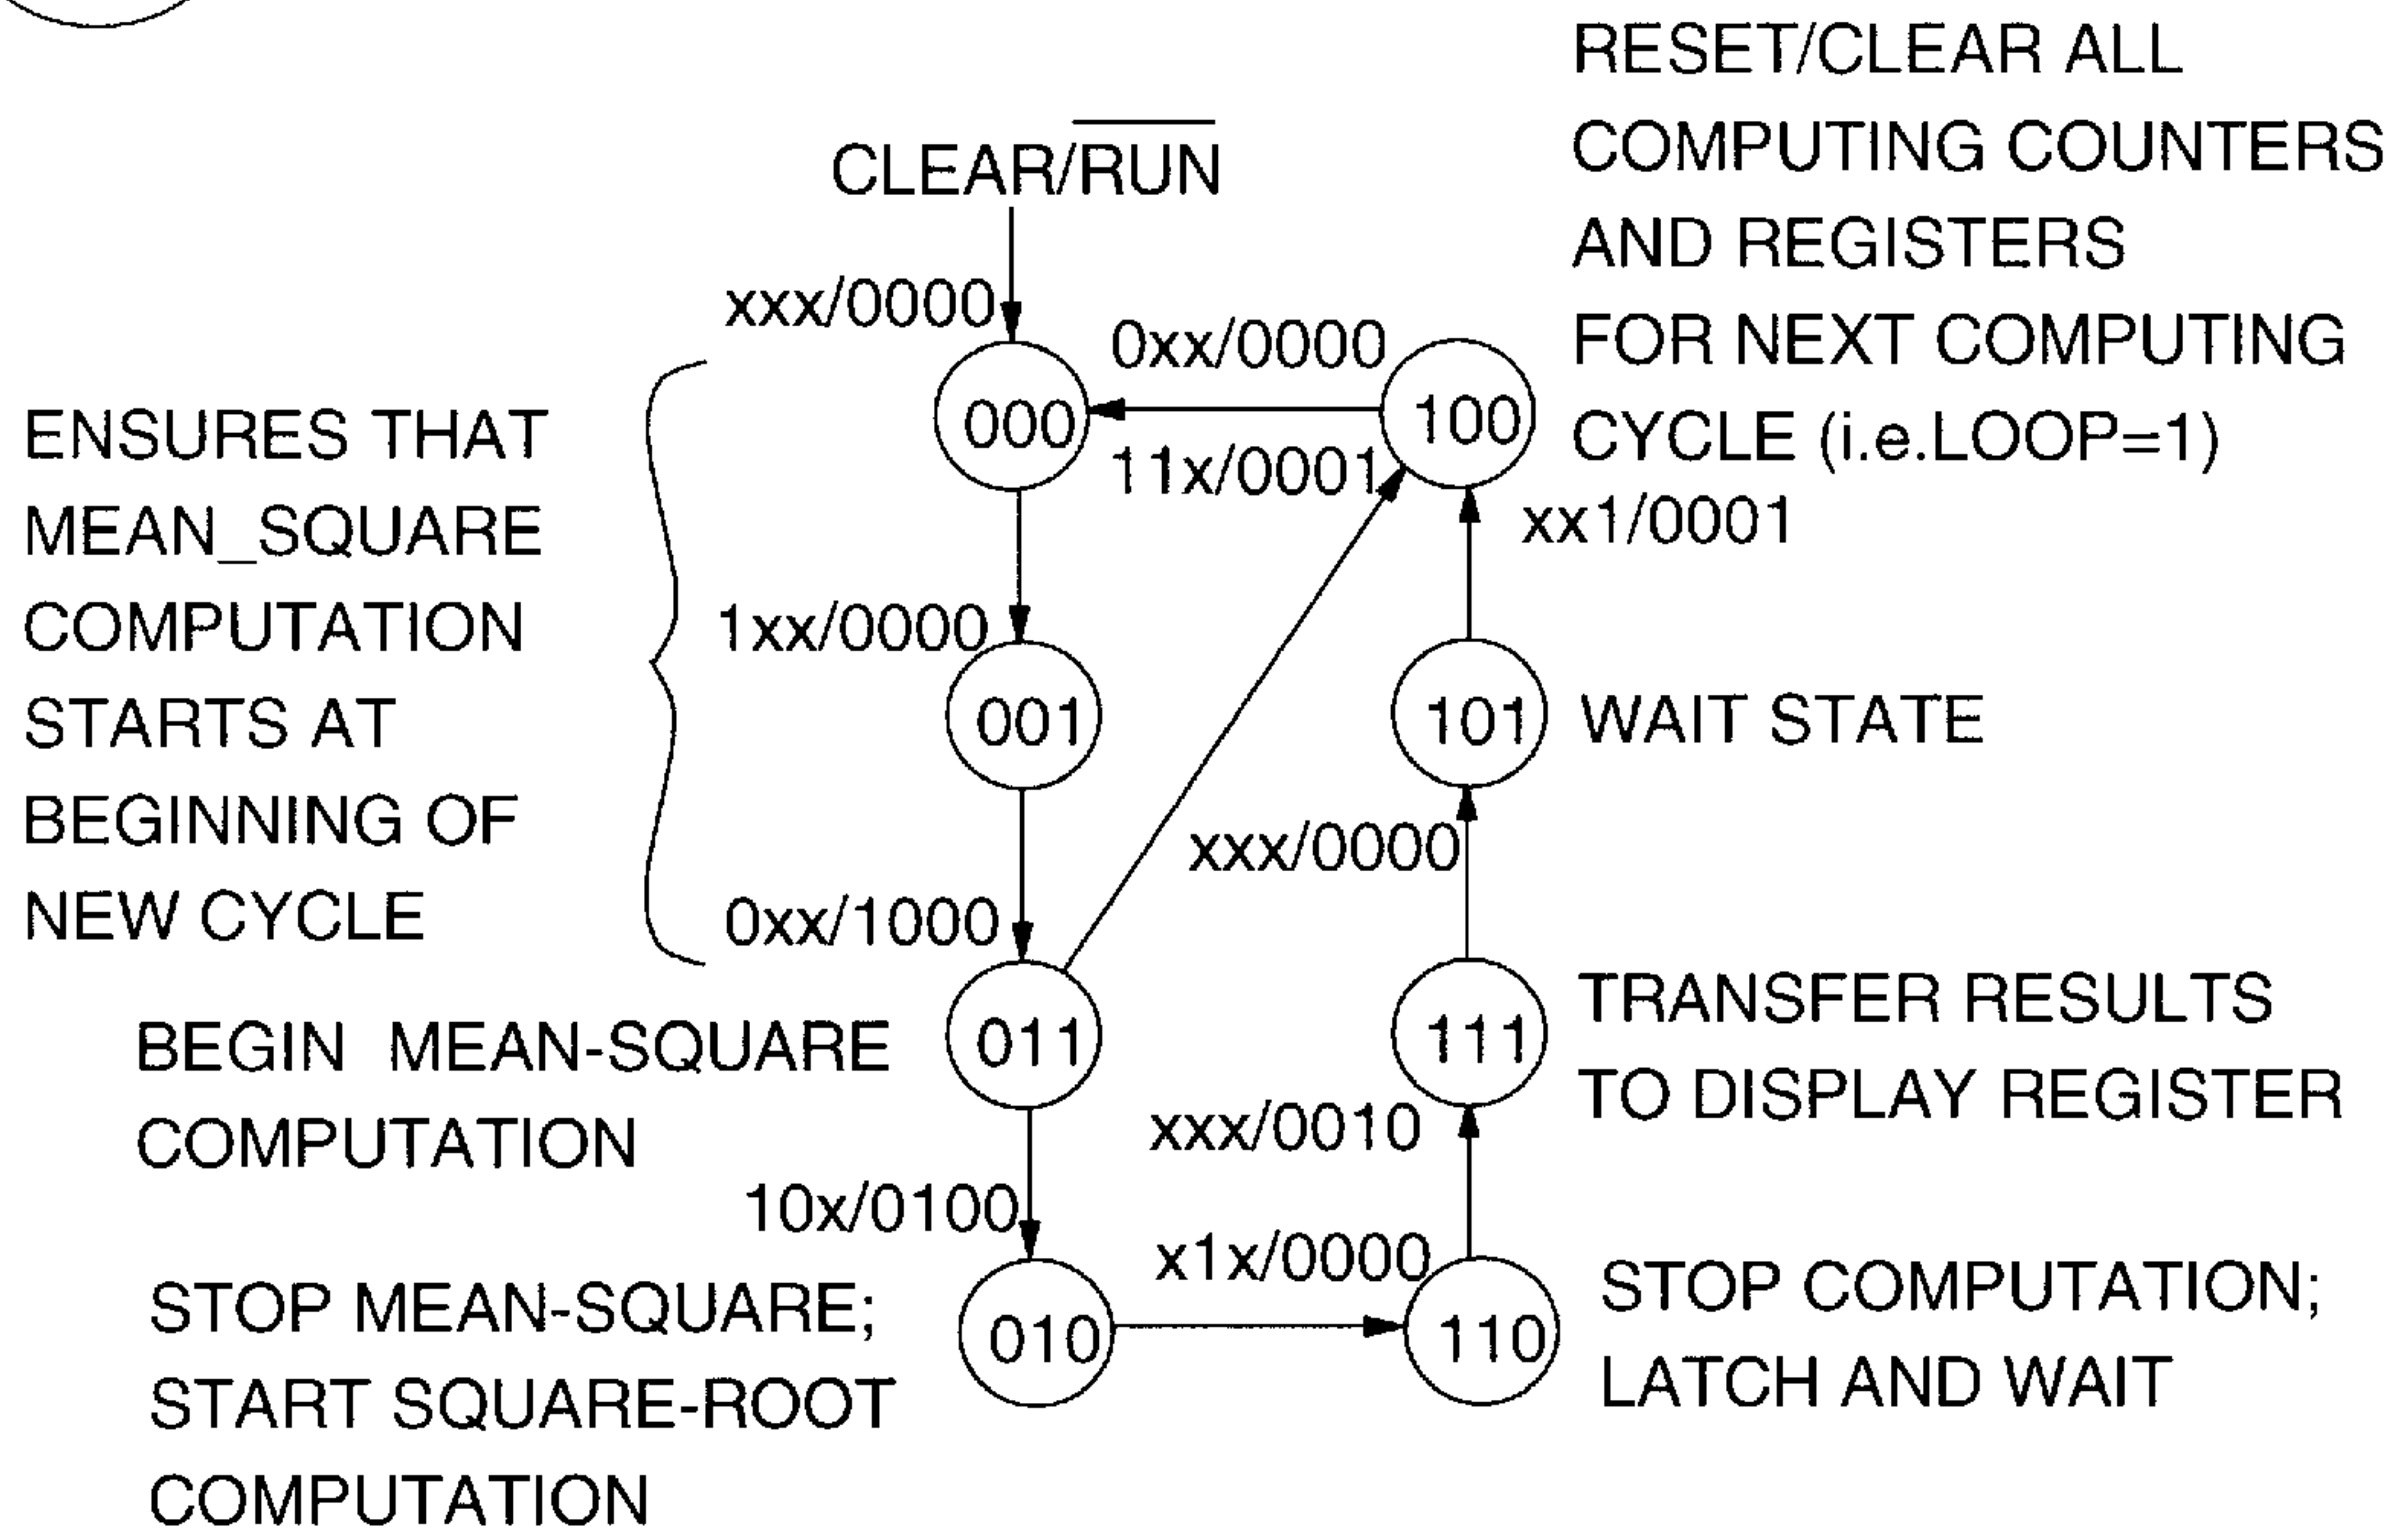 RESET/CLEAR ALL
COMPUTING COUNTERS
AND REGISTERS
FOR NEXT COMPUTING
CYCLE (i.e.LOOP=1)
CLEAR/RUN
xxx/0000
0xx/0000
000
100
11x/0001
xx1/0001
ENSURES THAT
MEAN_SQUARE
COMPUTATION
STARTS AT
BEGINNING OF
NEW CYCLE
1xx/0000
001
101
WAIT STATE
xxx/0000
0xx/1000
BEGIN MEAN-SQUARE
COMPUTATION
011
111
TRANSFER RESULTS
TO DISPLAY REGISTER
xxx/0010
10x/0100
x1x/0000
STOP MEAN-SQUARE;
START SQUARE-ROOT
COMPUTATION
010
110
STOP COMPUTATION;
LATCH AND WAIT